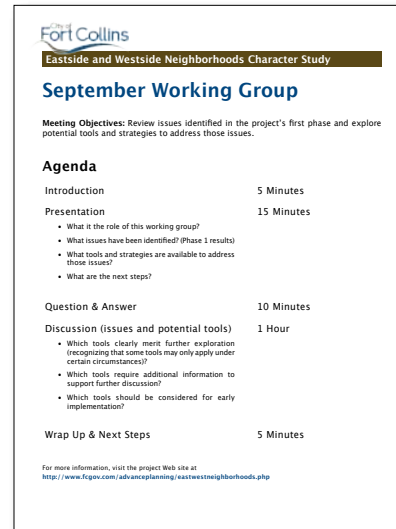 City of
Fort Collins
Eastside and Westside Neighborhoods Character Study
September Working Group
Meeting Objectives: Review issues identified in the project's first phase and explore
potential tools and strategies to address those issues.
Agenda
Introduction 5 Minutes
Presentation 15 Minutes
• What it the role of this working group?
• What issues have been identified? (Phase 1 results)
• What tools and strategies are available to address
those issues?
• What are the next steps?
Question & Answer 10 Minutes
Discussion (issues and potential tools) 1 Hour
• Which tools clearly merit further exploration
(recognizing that some tools may only apply under
certain circumstances)?
• Which tools require additional information to
support further discussion?
• Which tools should be considered for early
implementation?
Wrap Up & Next Steps 5 Minutes
For more information, visit the project Web site at
http://www.fcgov.com/advanceplanning/eastwestneighborhoods.php